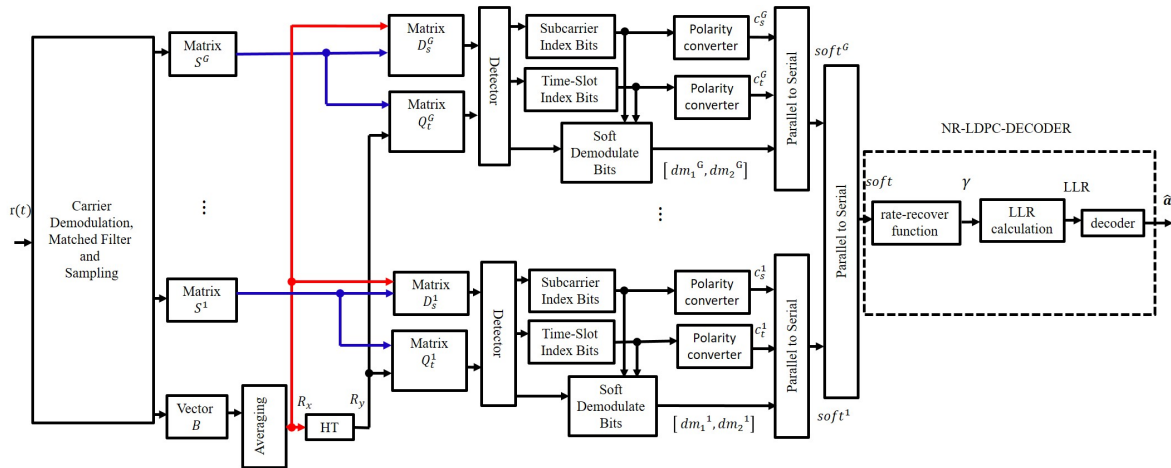 r(t)
Carrier
Demodulation,
Matched Filter
and
Sampling
Matrix
S^G
⋮
Matrix
S^1
Vector
B
Averaging
R_x
HT
R_y
Matrix
D_s^G
Matrix
Q_t^G
Detector
Subcarrier
Index Bits
Time-Slot
Index Bits
Soft
Demodulate
Bits
Polarity
converter
c_s^G
Polarity
converter
c_t^G
[dm_1^G, dm_2^G]
Parallel to Serial
soft^G
⋮
Matrix
D_s^1
Matrix
Q_t^1
Detector
Subcarrier
Index Bits
Time-Slot
Index Bits
Soft
Demodulate
Bits
Polarity
converter
c_s^1
Polarity
converter
c_t^1
[dm_1^1, dm_2^1]
Parallel to Serial
soft^1
Parallel to Serial
NR-LDPC-DECODER
soft
rate-recover
function
γ
LLR
calculation
LLR
decoder
â